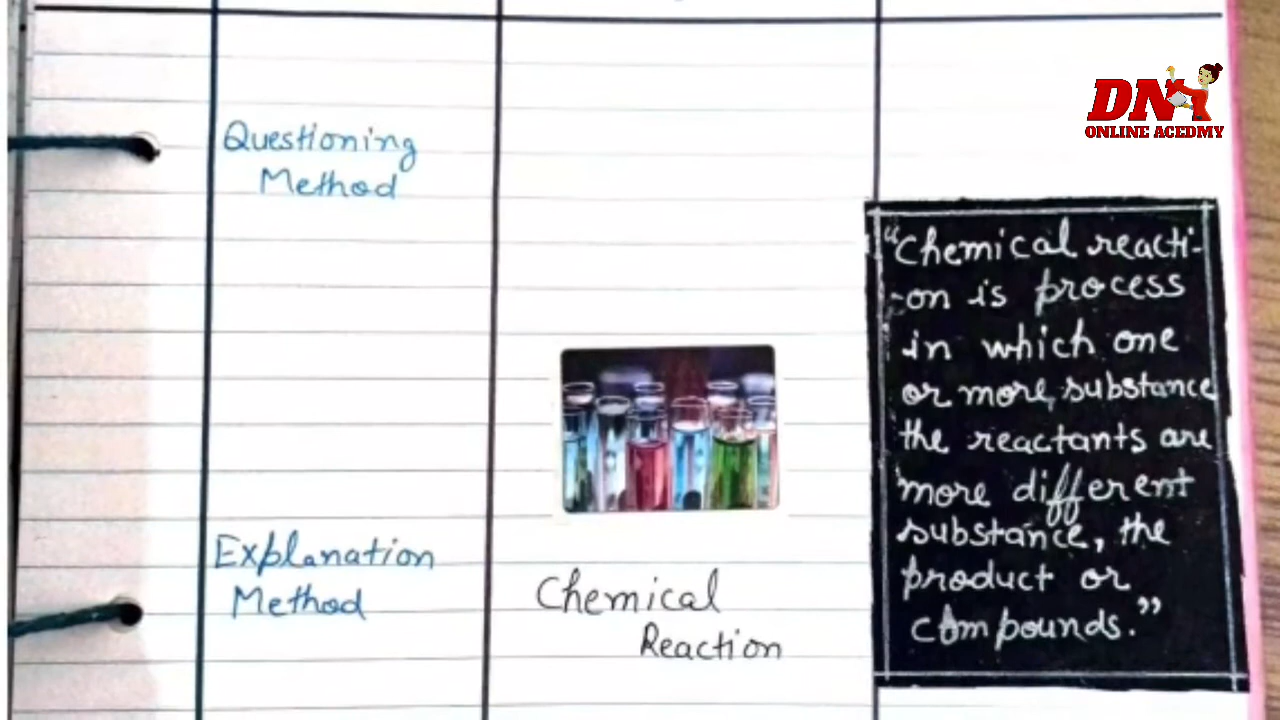 DN
ONLINE ACEDMY
Questioning
Method
Explanation
Method
Chemical
Reaction
"Chemical reacti-
-on is process
in which one
or more, substance
the reactants are
more different
substance, the
product or
compounds."